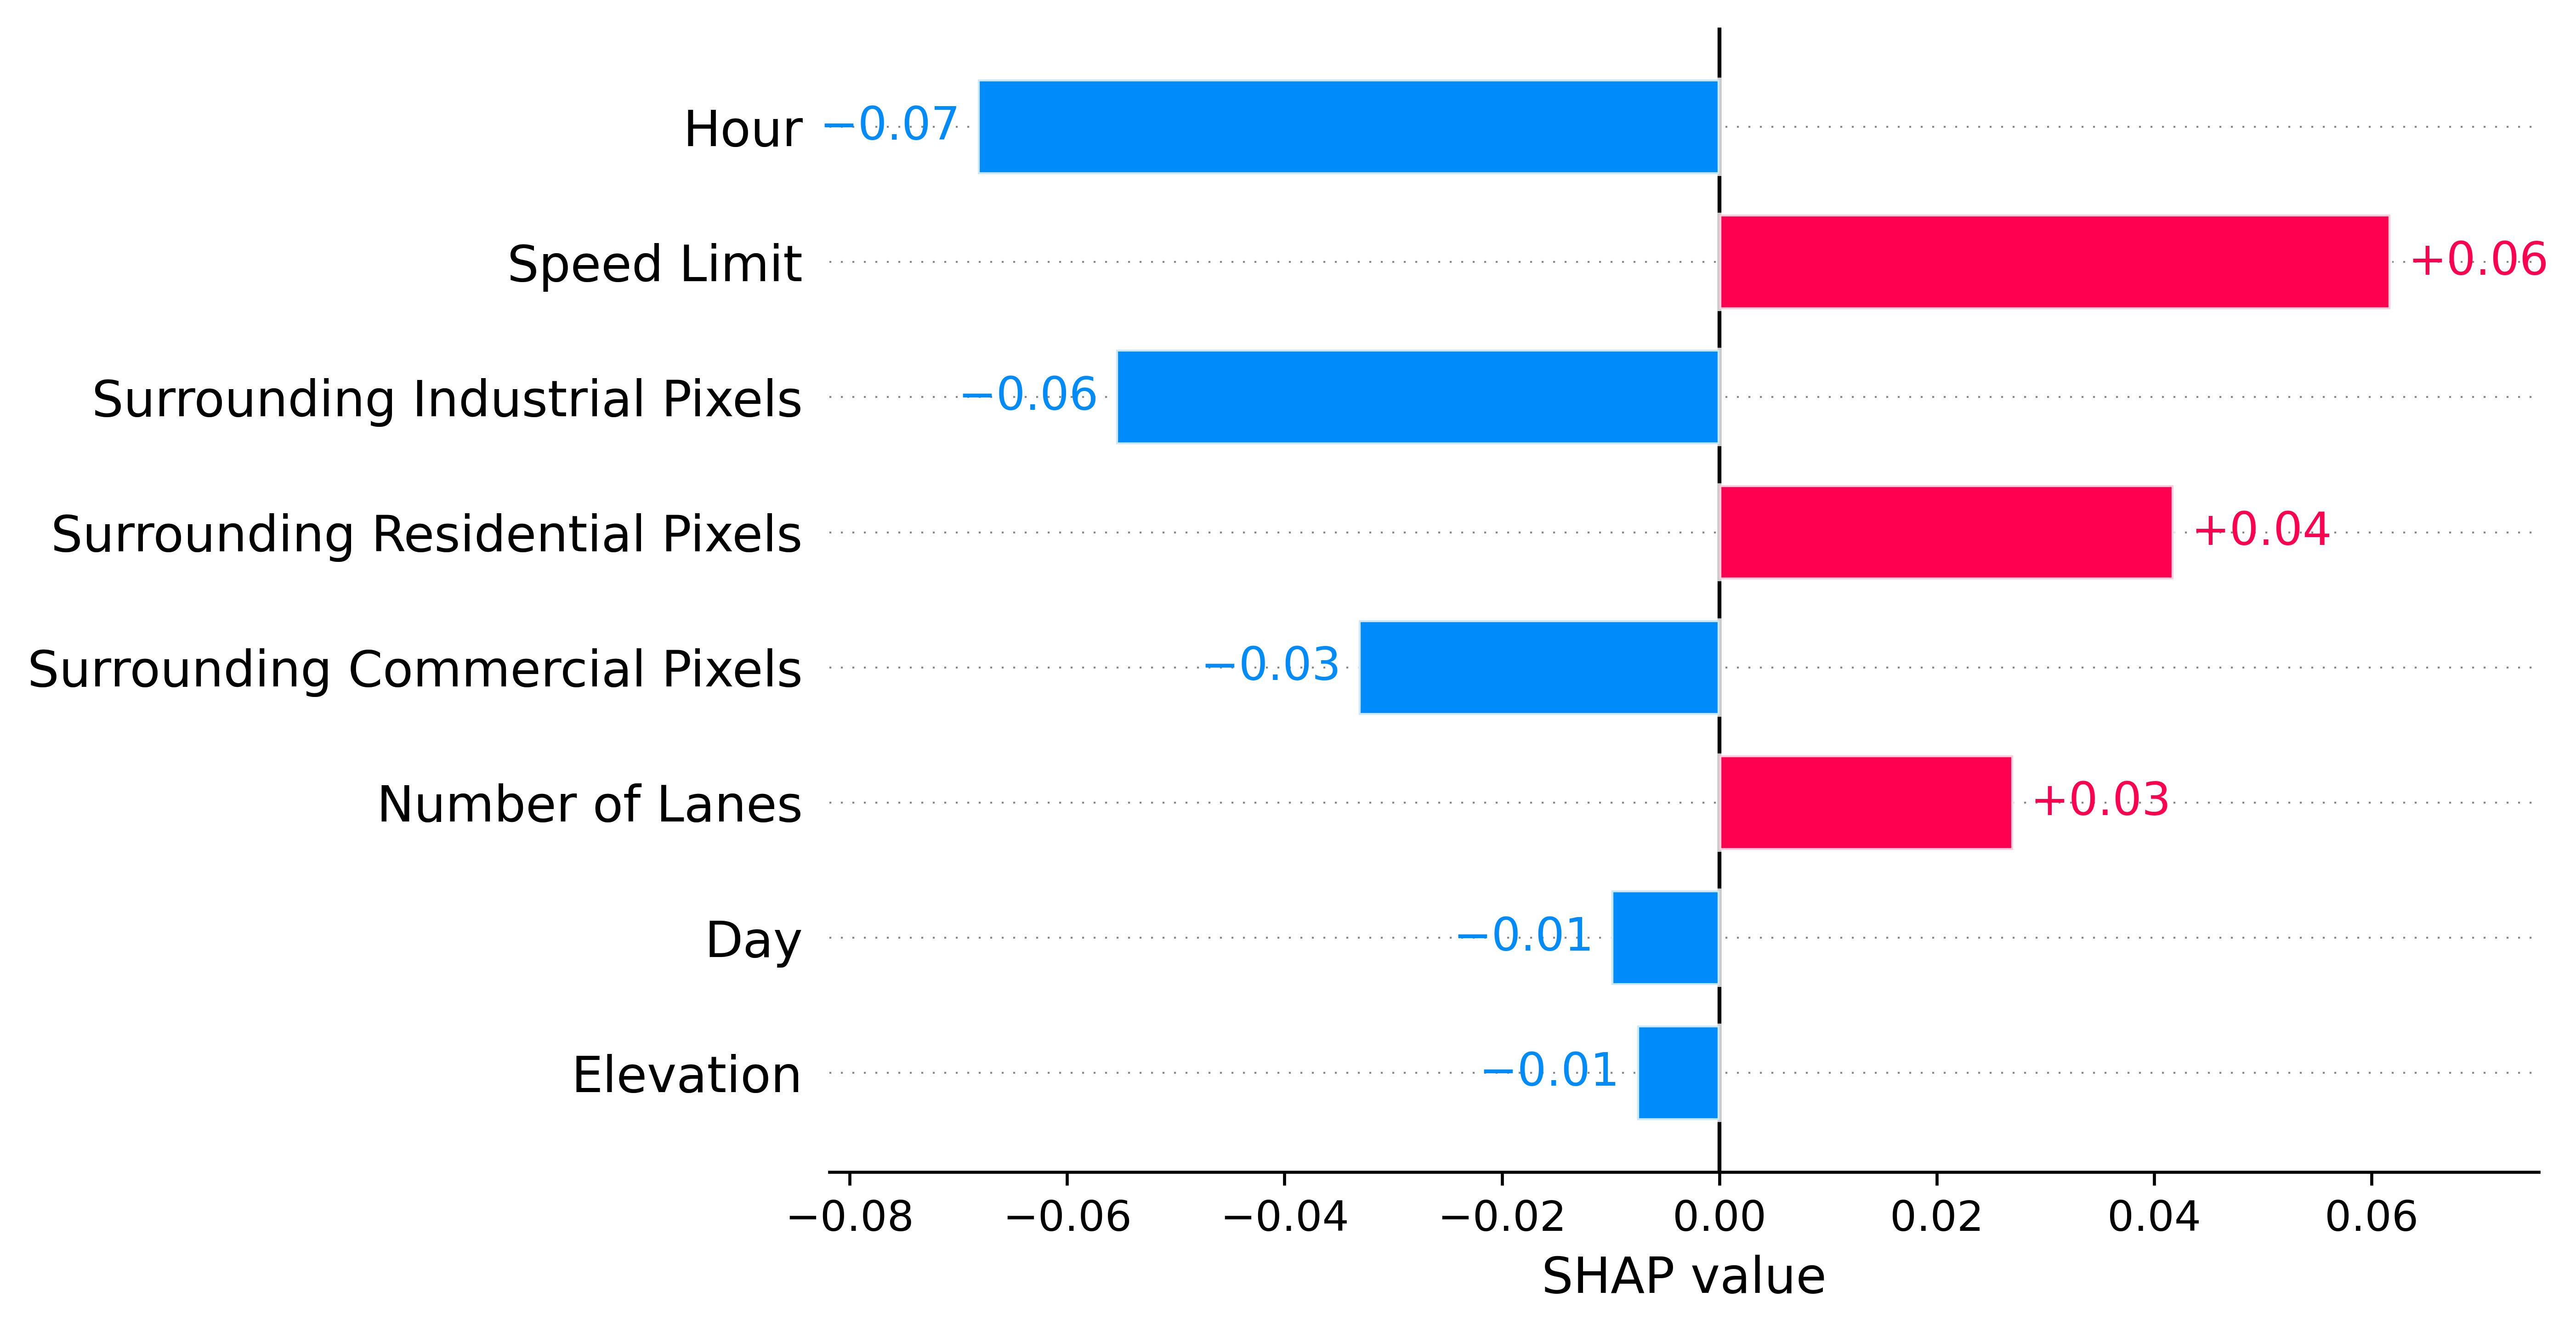 Hour −0.07
Speed Limit +0.06
Surrounding Industrial Pixels −0.06
Surrounding Residential Pixels +0.04
Surrounding Commercial Pixels −0.03
Number of Lanes +0.03
Day −0.01
Elevation −0.01
−0.08 −0.06 −0.04 −0.02 0.00 0.02 0.04 0.06
SHAP value